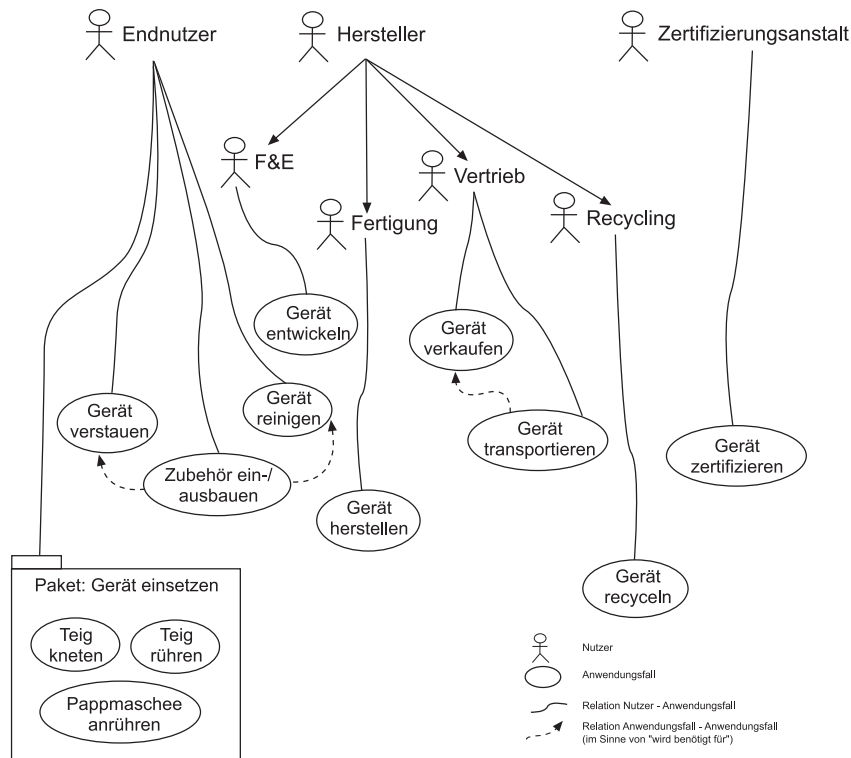 Endnutzer
Hersteller
Zertifizierungsanstalt
F&E
Vertrieb
Fertigung
Recycling
Gerät
entwickeln
Gerät
verkaufen
Gerät
verstauen
Gerät
reinigen
Gerät
transportieren
Gerät
zertifizieren
Zubehör ein-/
ausbauen
Gerät
herstellen
Gerät
recyceln
Paket: Gerät einsetzen
Teig
kneten
Teig
rühren
Pappmaschee
anrühren
Nutzer
Anwendungsfall
Relation Nutzer - Anwendungsfall
Relation Anwendungsfall - Anwendungsfall
(im Sinne von "wird benötigt für")